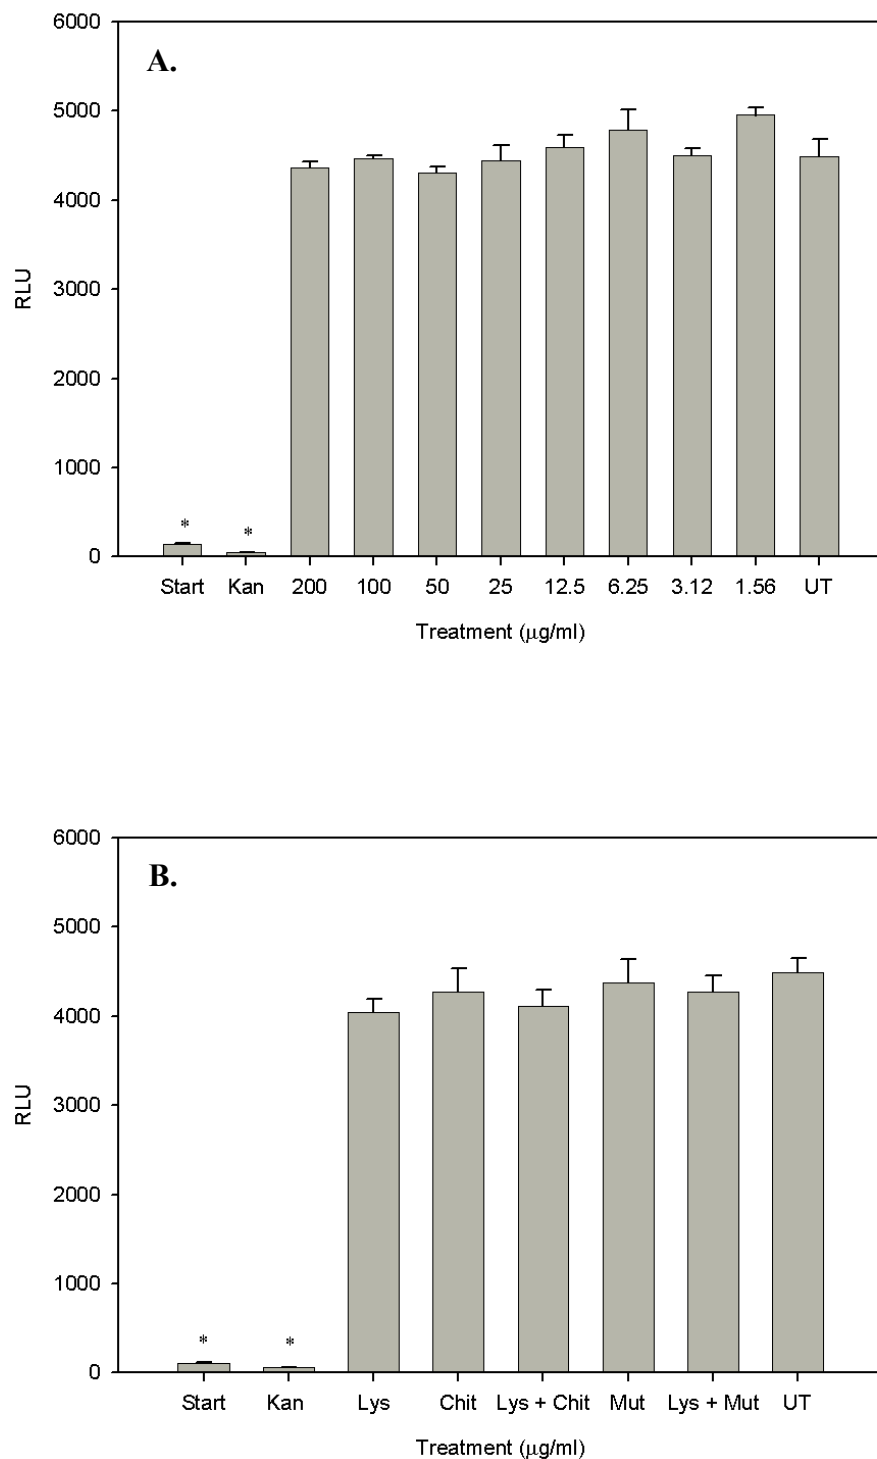 6000
A.
5000
4000
3000
RLU
2000
1000
* *
0
Start Kan 200 100 50 25 12.5 6.25 3.12 1.56 UT
Treatment (μg/ml)
6000
B.
5000
4000
3000
RLU
2000
1000
* *
0
Start Kan Lys Chit Lys + Chit Mut Lys + Mut UT
Treatment (μg/ml)